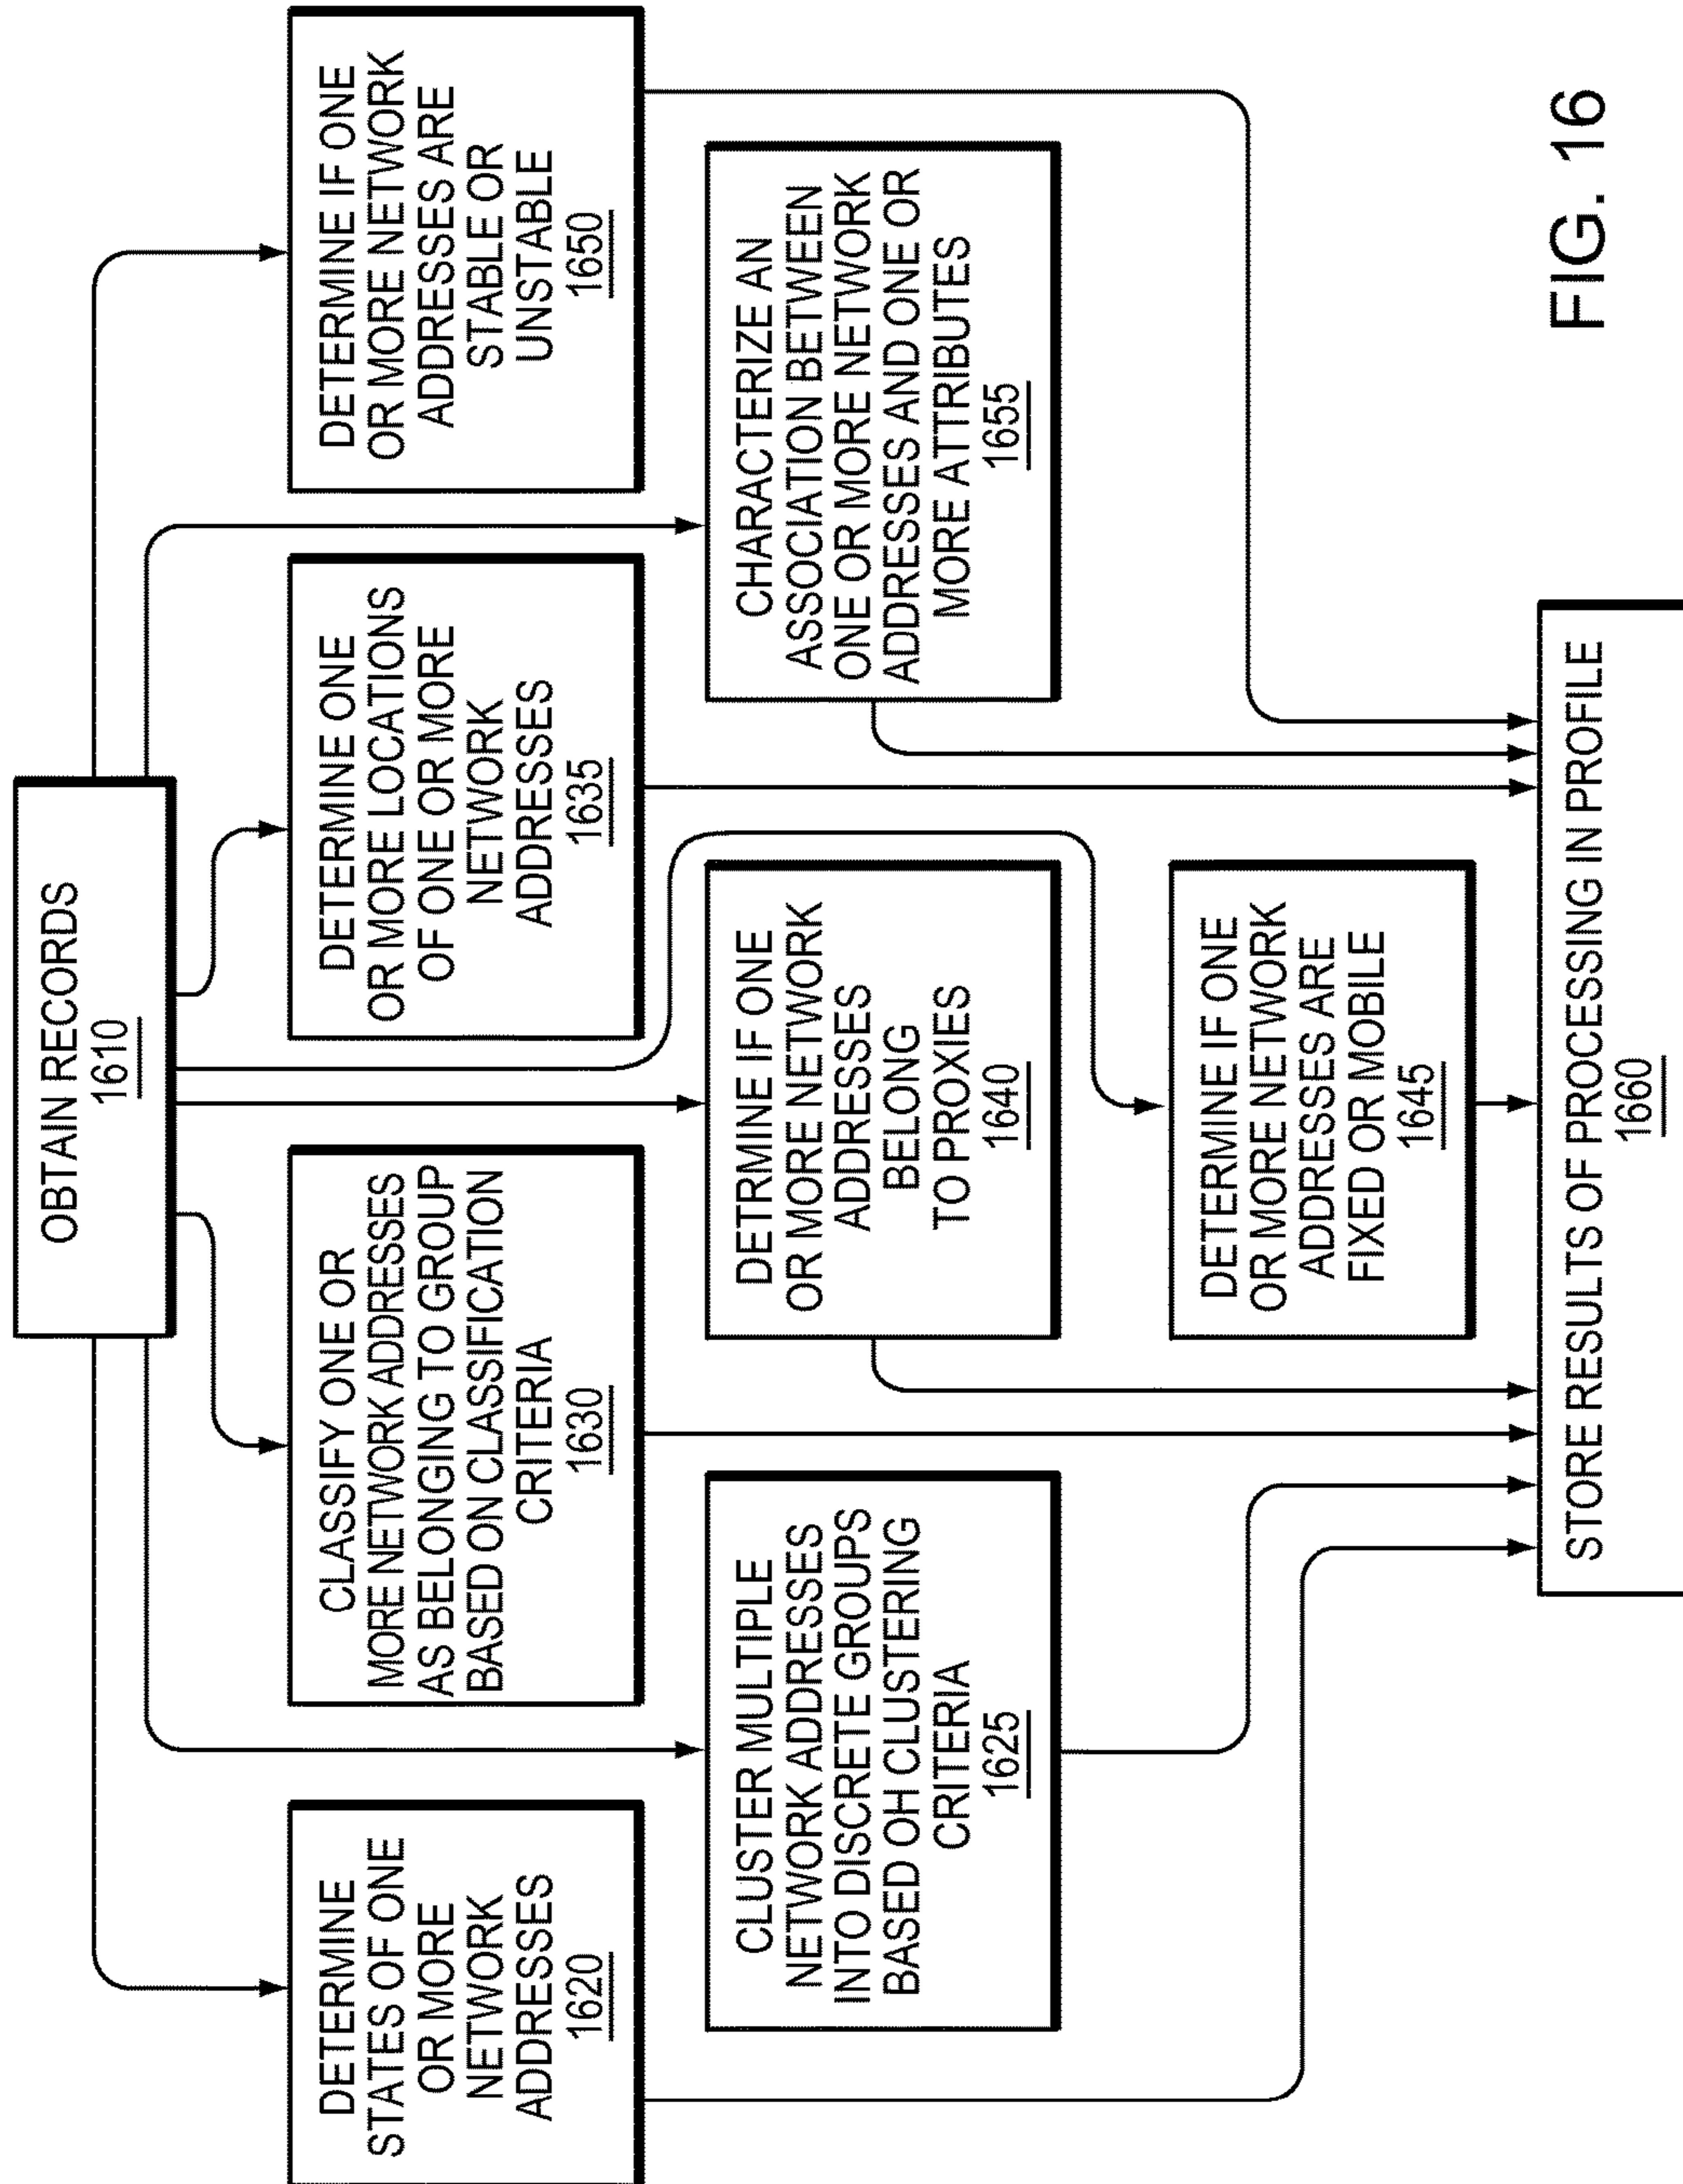 OBTAIN RECORDS
1610
DETERMINE
STATES OF ONE
OR MORE
NETWORK
ADDRESSES
1620
CLASSIFY ONE OR
MORE NETWORK ADDRESSES
AS BELONGING TO GROUP
BASED ON CLASSIFICATION
CRITERIA
1630
DETERMINE ONE
OR MORE LOCATIONS
OF ONE OR MORE
NETWORK
ADDRESSES
1635
DETERMINE IF ONE
OR MORE NETWORK
ADDRESSES ARE
STABLE OR
UNSTABLE
1650
CLUSTER MULTIPLE
NETWORK ADDRESSES
INTO DISCRETE GROUPS
BASED OH CLUSTERING
CRITERIA
1625
DETRMINE IF ONE
OR MORE NETWORK
ADDRESSES
BELONG
TO PROXIES
1640
CHARACTERIZE AN
ASSOCIATION BETWEEN
ONE OR MORE NETWORK
ADDRESSES AND ONE OR
MORE ATTRIBUTES
1655
DETERMINE IF ONE
OR MORE NETWORK
ADDRESSES ARE
FIXED OR MOBILE
1645
STORE RESULTS OF PROCESSING IN PROFILE
1660
FIG. 16